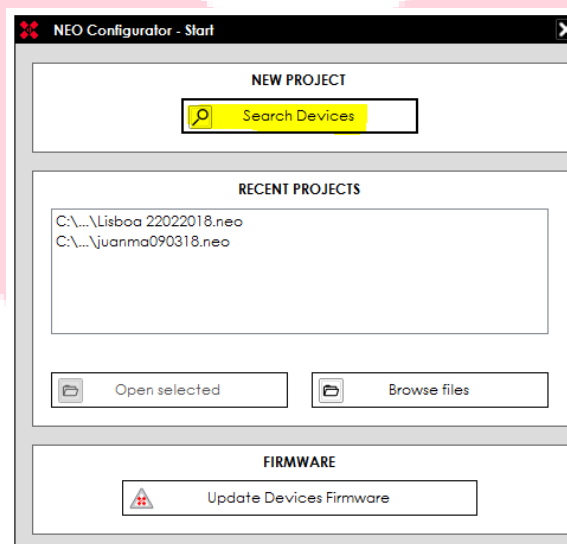 NEO Configurator - Start
NEW PROJECT
Search Devices
RECENT PROJECTS
C:\...\Lisboa 22022018.neo
C:\...\juanma090318.neo
Open selected
Browse files
FIRMWARE
Update Devices Firmware